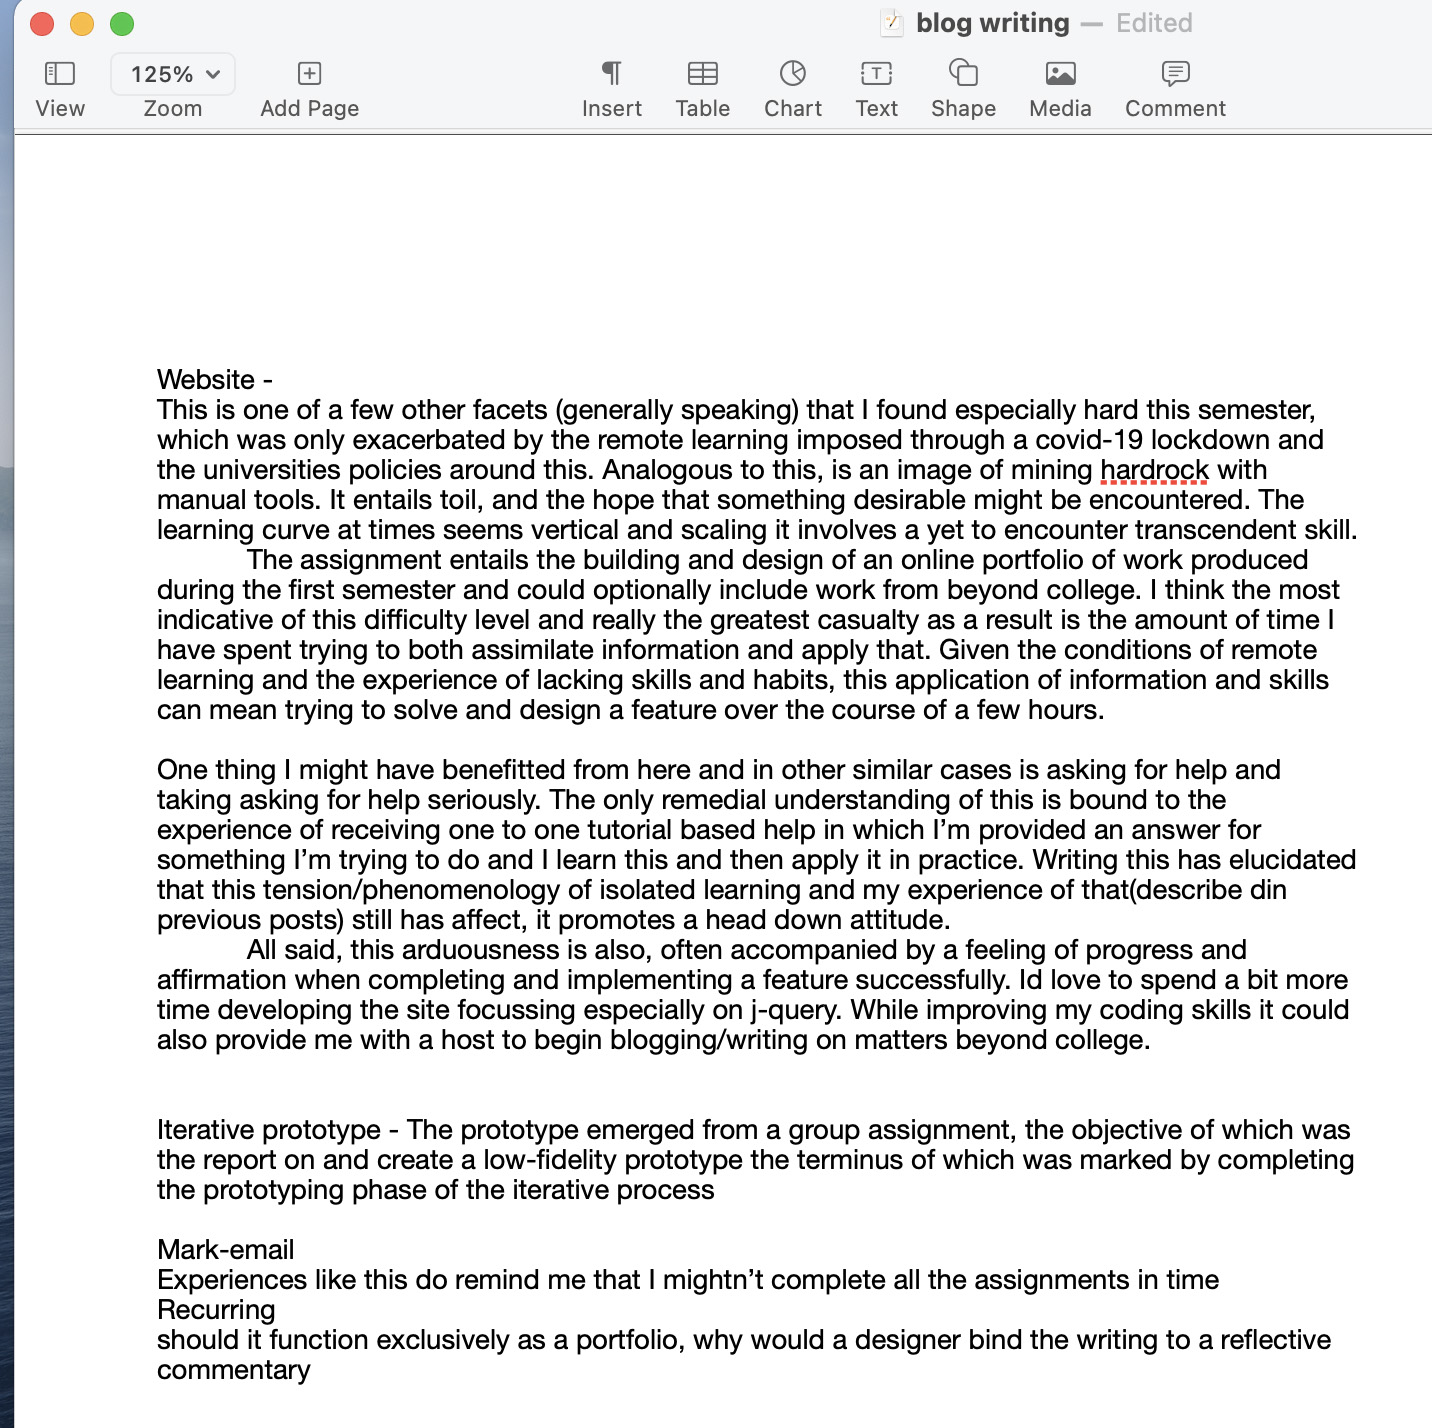 blog writing — Edited
View
125%
Zoom
Add Page
Insert
Table
Chart
Text
Shape
Media
Comment
Website -
This is one of a few other facets (generally speaking) that I found especially hard this semester,
which was only exacerbated by the remote learning imposed through a covid-19 lockdown and
the universities policies around this. Analogous to this, is an image of mining hardrock with
manual tools. It entails toil, and the hope that something desirable might be encountered. The
learning curve at times seems vertical and scaling it involves a yet to encounter transcendent skill.
The assignment entails the building and design of an online portfolio of work produced
during the first semester and could optionally include work from beyond college. I think the most
indicative of this difficulty level and really the greatest casualty as a result is the amount of time I
have spent trying to both assimilate information and apply that. Given the conditions of remote
learning and the experience of lacking skills and habits, this application of information and skills
can mean trying to solve and design a feature over the course of a few hours.
One thing I might have benefitted from here and in other similar cases is asking for help and
taking asking for help seriously. The only remedial understanding of this is bound to the
experience of receiving one to one tutorial based help in which I’m provided an answer for
something I’m trying to do and I learn this and then apply it in practice. Writing this has elucidated
that this tension/phenomenology of isolated learning and my experience of that(describe din
previous posts) still has affect, it promotes a head down attitude.
All said, this arduousness is also, often accompanied by a feeling of progress and
affirmation when completing and implementing a feature successfully. Id love to spend a bit more
time developing the site focussing especially on j-query. While improving my coding skills it could
also provide me with a host to begin blogging/writing on matters beyond college.
Iterative prototype - The prototype emerged from a group assignment, the objective of which was
the report on and create a low-fidelity prototype the terminus of which was marked by completing
the prototyping phase of the iterative process
Mark-email
Experiences like this do remind me that I mightn’t complete all the assignments in time
Recurring
should it function exclusively as a portfolio, why would a designer bind the writing to a reflective
commentary